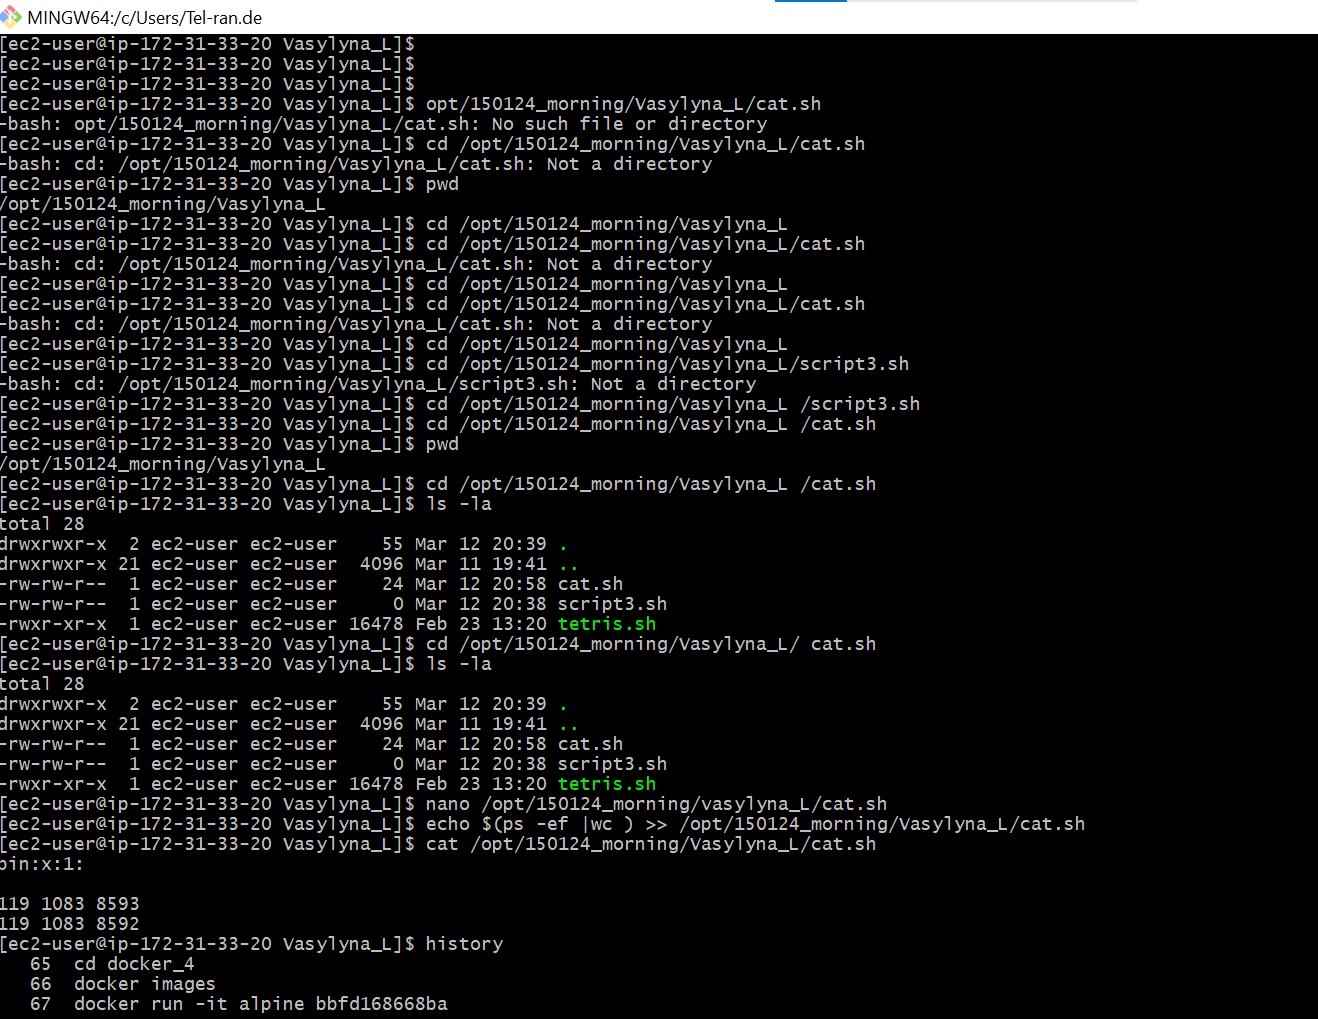 MINGW64:/c/Users/Tel-ran.de
[ec2-user@ip-172-31-33-20 Vasylyna_L]$
[ec2-user@ip-172-31-33-20 Vasylyna_L]$
[ec2-user@ip-172-31-33-20 Vasylyna_L]$
[ec2-user@ip-172-31-33-20 Vasylyna_L]$ opt/150124_morning/Vasylyna_L/cat.sh
-bash: opt/150124_morning/Vasylyna_L/cat.sh: No such file or directory
[ec2-user@ip-172-31-33-20 Vasylyna_L]$ cd /opt/150124_morning/Vasylyna_L/cat.sh
-bash: cd: /opt/150124_morning/Vasylyna_L/cat.sh: Not a directory
[ec2-user@ip-172-31-33-20 Vasylyna_L]$ pwd
/opt/150124_morning/Vasylyna_L
[ec2-user@ip-172-31-33-20 Vasylyna_L]$ cd /opt/150124_morning/Vasylyna_L
[ec2-user@ip-172-31-33-20 Vasylyna_L]$ cd /opt/150124_morning/Vasylyna_L/cat.sh
-bash: cd: /opt/150124_morning/Vasylyna_L/cat.sh: Not a directory
[ec2-user@ip-172-31-33-20 Vasylyna_L]$ cd /opt/150124_morning/Vasylyna_L
[ec2-user@ip-172-31-33-20 Vasylyna_L]$ cd /opt/150124_morning/Vasylyna_L/cat.sh
-bash: cd: /opt/150124_morning/Vasylyna_L/cat.sh: Not a directory
[ec2-user@ip-172-31-33-20 Vasylyna_L]$ cd /opt/150124_morning/Vasylyna_L
[ec2-user@ip-172-31-33-20 Vasylyna_L]$ cd /opt/150124_morning/Vasylyna_L/script3.sh
-bash: cd: /opt/150124_morning/Vasylyna_L/script3.sh: Not a directory
[ec2-user@ip-172-31-33-20 Vasylyna_L]$ cd /opt/150124_morning/Vasylyna_L /script3.sh
[ec2-user@ip-172-31-33-20 Vasylyna_L]$ cd /opt/150124_morning/Vasylyna_L /cat.sh
[ec2-user@ip-172-31-33-20 Vasylyna_L]$ pwd
/opt/150124_morning/Vasylyna_L
[ec2-user@ip-172-31-33-20 Vasylyna_L]$ cd /opt/150124_morning/Vasylyna_L /cat.sh
[ec2-user@ip-172-31-33-20 Vasylyna_L]$ ls -la
total 28
drwxrwxr-x  2 ec2-user ec2-user    55 Mar 12 20:39 .
drwxrwxr-x 21 ec2-user ec2-user  4096 Mar 11 19:41 ..
-rw-rw-r--  1 ec2-user ec2-user    24 Mar 12 20:58 cat.sh
-rw-rw-r--  1 ec2-user ec2-user     0 Mar 12 20:38 script3.sh
-rwxr-xr-x  1 ec2-user ec2-user 16478 Feb 23 13:20 tetris.sh
[ec2-user@ip-172-31-33-20 Vasylyna_L]$ cd /opt/150124_morning/Vasylyna_L/ cat.sh
[ec2-user@ip-172-31-33-20 Vasylyna_L]$ ls -la
total 28
drwxrwxr-x  2 ec2-user ec2-user    55 Mar 12 20:39 .
drwxrwxr-x 21 ec2-user ec2-user  4096 Mar 11 19:41 ..
-rw-rw-r--  1 ec2-user ec2-user    24 Mar 12 20:58 cat.sh
-rw-rw-r--  1 ec2-user ec2-user     0 Mar 12 20:38 script3.sh
-rwxr-xr-x  1 ec2-user ec2-user 16478 Feb 23 13:20 tetris.sh
[ec2-user@ip-172-31-33-20 Vasylyna_L]$ nano /opt/150124_morning/vasylyna_L/cat.sh
[ec2-user@ip-172-31-33-20 Vasylyna_L]$ echo $(ps -ef |wc ) >> /opt/150124_morning/Vasylyna_L/cat.sh
[ec2-user@ip-172-31-33-20 Vasylyna_L]$ cat /opt/150124_morning/Vasylyna_L/cat.sh
bin:x:1:
119 1083 8593
119 1083 8592
[ec2-user@ip-172-31-33-20 Vasylyna_L]$ history
65  cd docker_4
66  docker images
67  docker run -it alpine bbfd168668ba